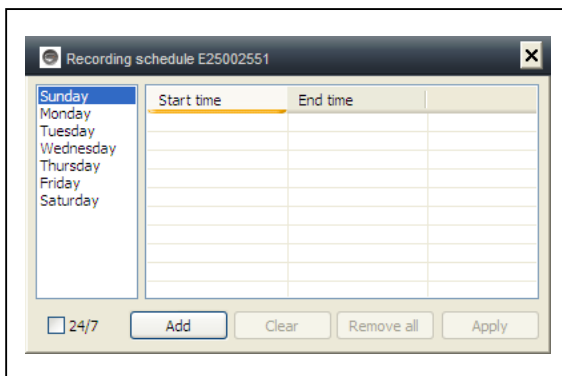 Recording schedule E25002551
Sunday
Monday
Tuesday
Wednesday
Thursday
Friday
Saturday
Start time End time
24/7 Add Clear Remove all Apply